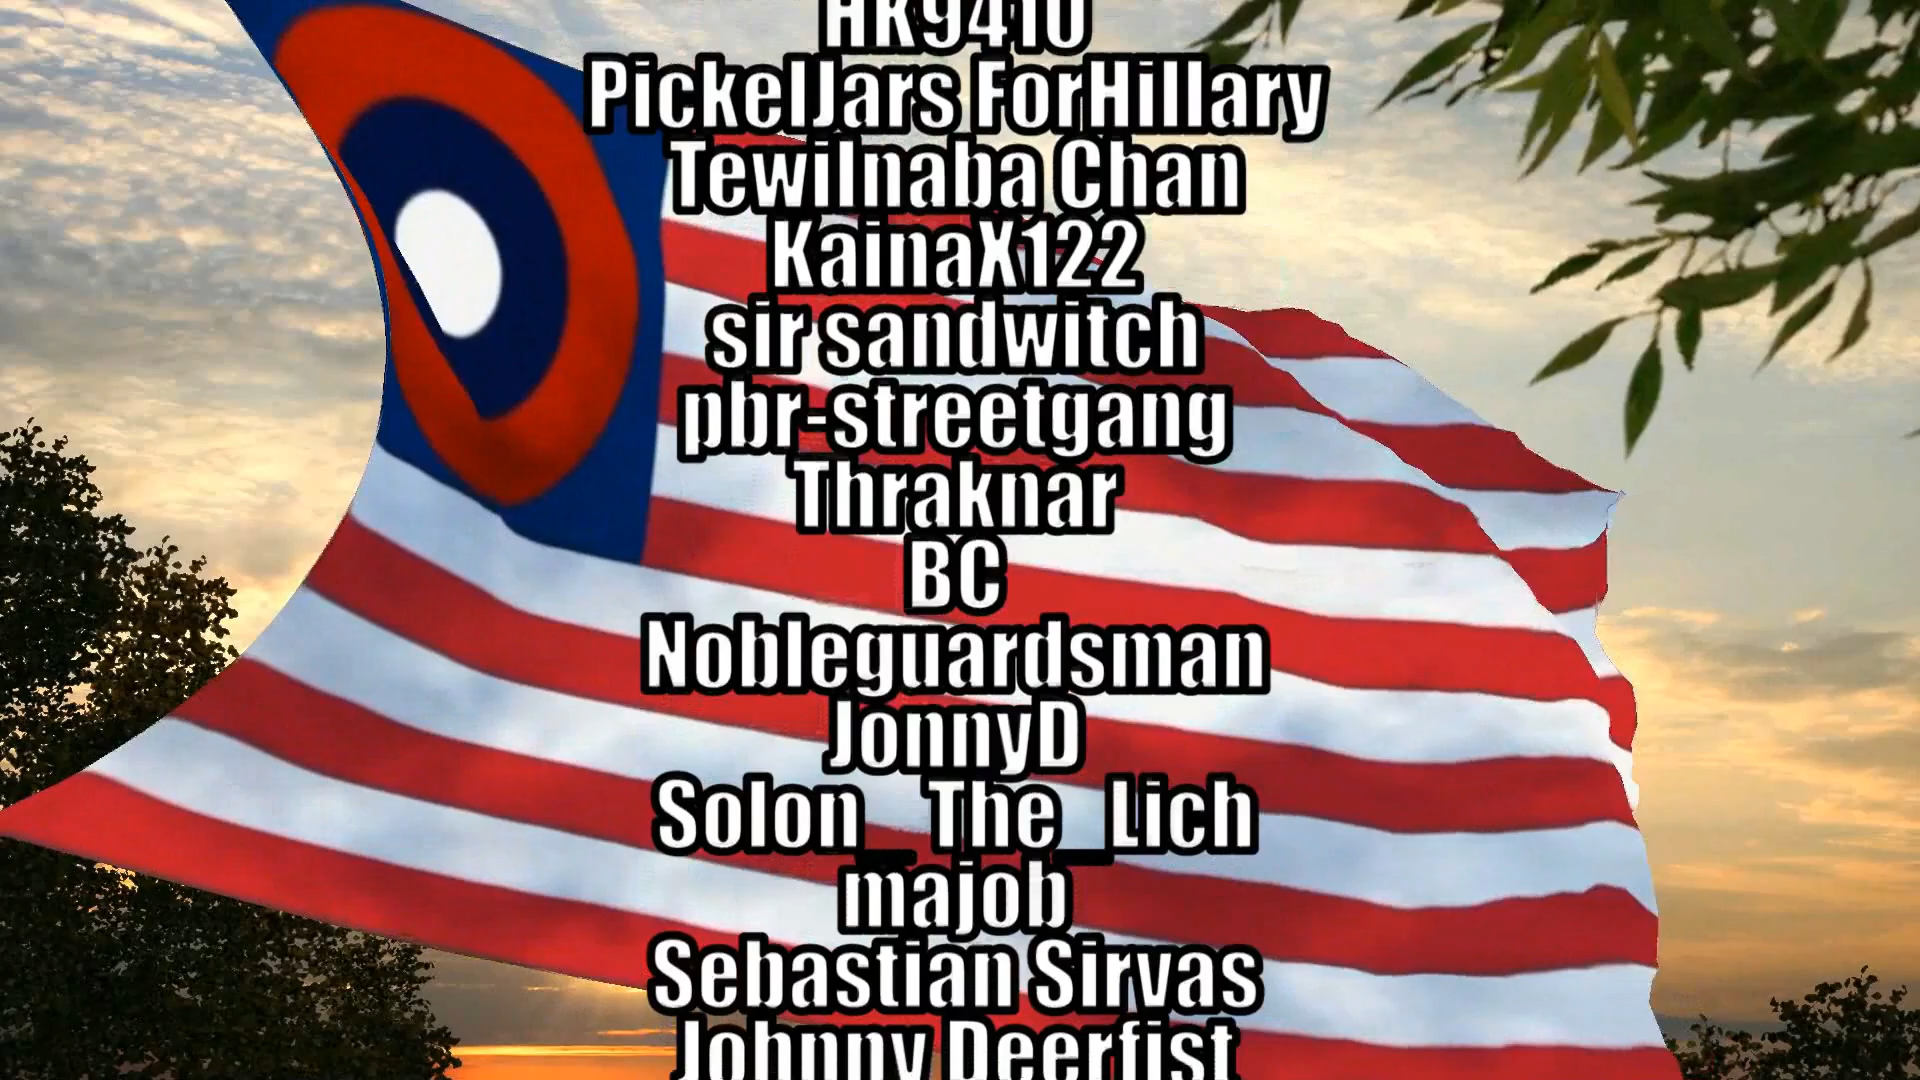 HK9410
PickelJars ForHillary
TewiInaba Chan
KainaX122
sir sandwitch
pbr-streetgang
Thraknar
BC
Nobleguardsman
JonnyD
Solon_The_Lich
majob
Sebastian Sirvas
Johnny Deerfist